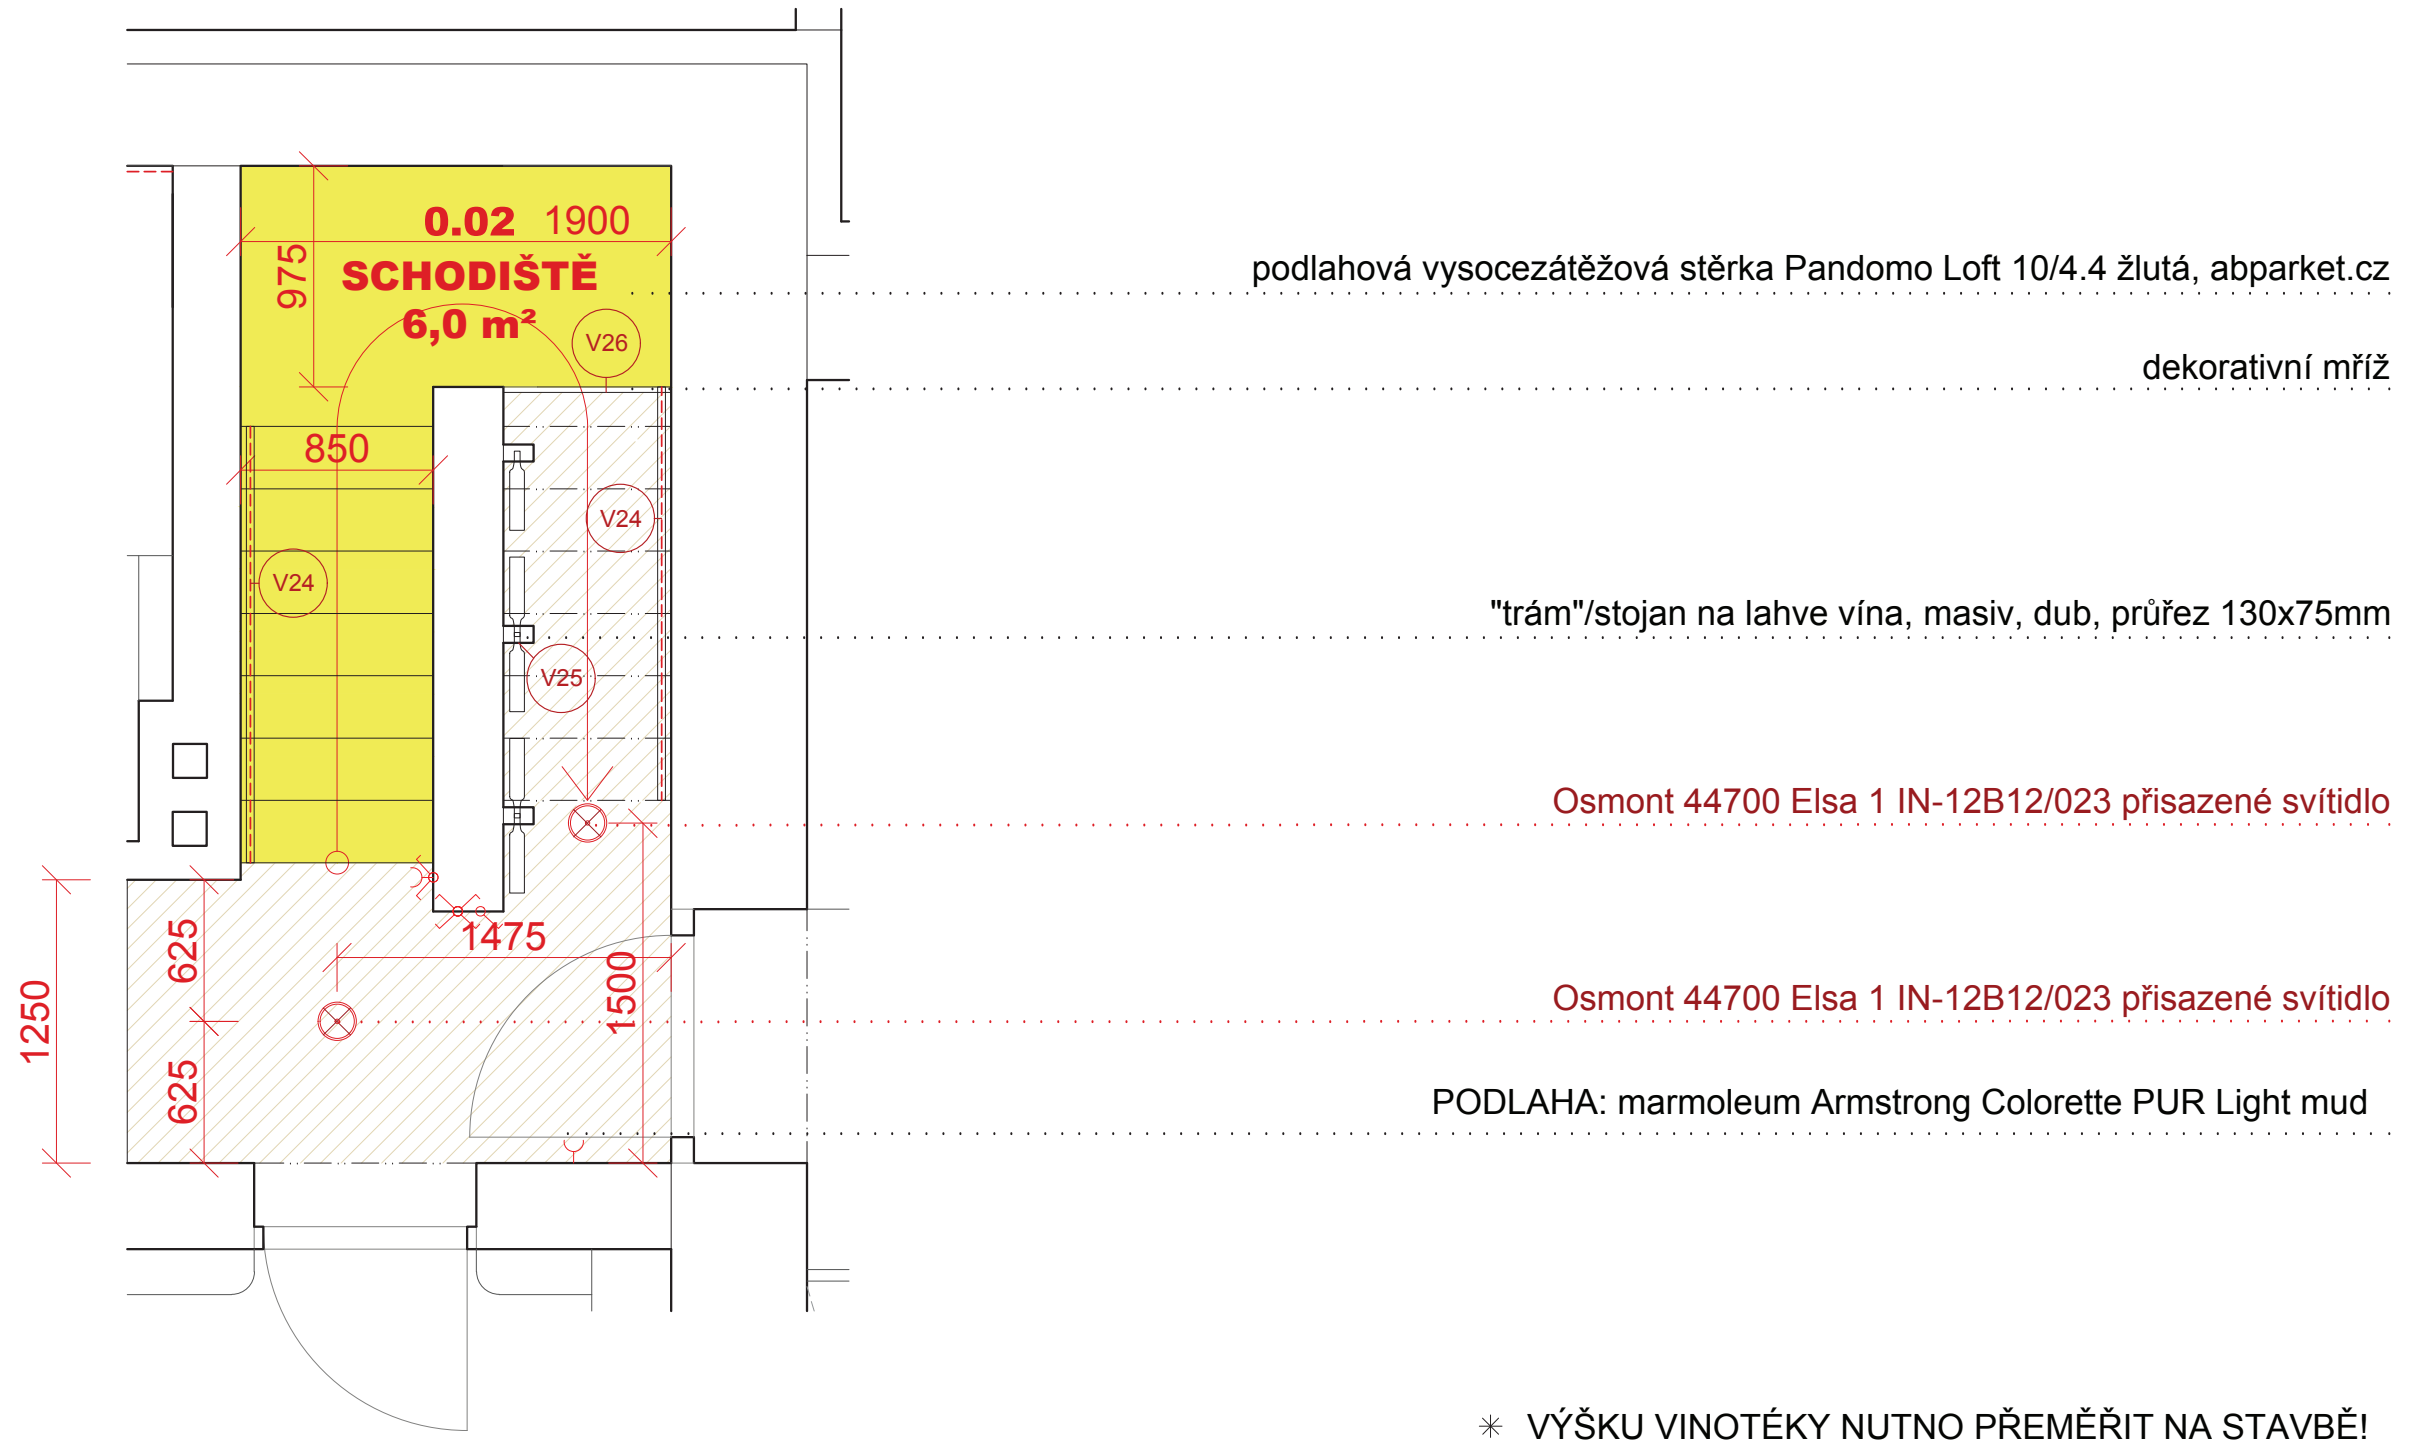 0.02
1900
975
SCHODIŠTĚ
6,0 m²
V26
850
V24
V24
V25
625
1475
1500
1250
625
podlahová vysocezátěžová stěrka Pandomo Loft 10/4.4 žlutá, abparket.cz
dekorativní mříž
"trám"/stojan na lahve vína, masiv, dub, průřez 130x75mm
Osmont 44700 Elsa 1 IN-12B12/023 přisazené svítidlo
Osmont 44700 Elsa 1 IN-12B12/023 přisazené svítidlo
PODLAHA: marmoleum Armstrong Colorette PUR Light mud
✳ VÝŠKU VINOTÉKY NUTNO PŘEMĚŘIT NA STAVBĚ!